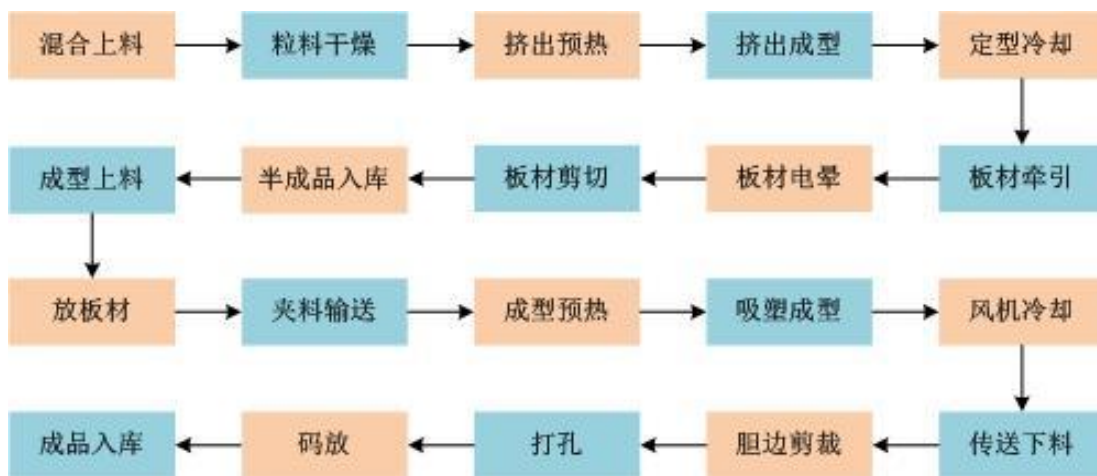 混合上料
粒料干燥
挤出预热
挤出成型
定型冷却
板材牵引
板材电晕
板材剪切
半成品入库
成型上料
放板材
夹料输送
成型预热
吸塑成型
风机冷却
传送下料
胆边剪裁
打孔
码放
成品入库